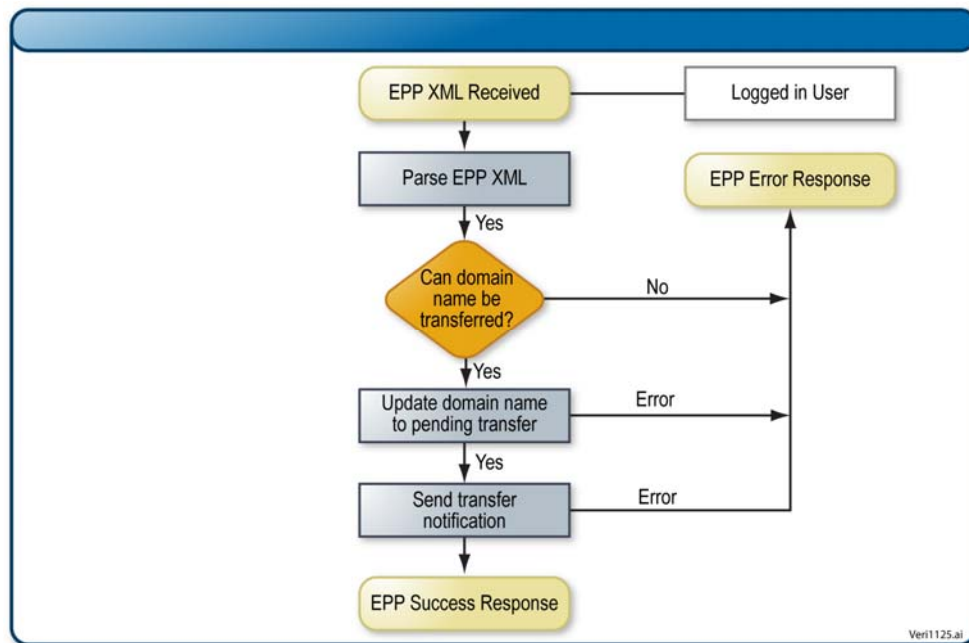 EPP XML Received
Logged in User
Parse EPP XML
EPP Error Response
Yes
Can domain
name be
transferred?
No
Yes
Update domain name
to pending transfer
Error
Yes
Send transfer
notification
Error
EPP Success Response
Veri1125.ai